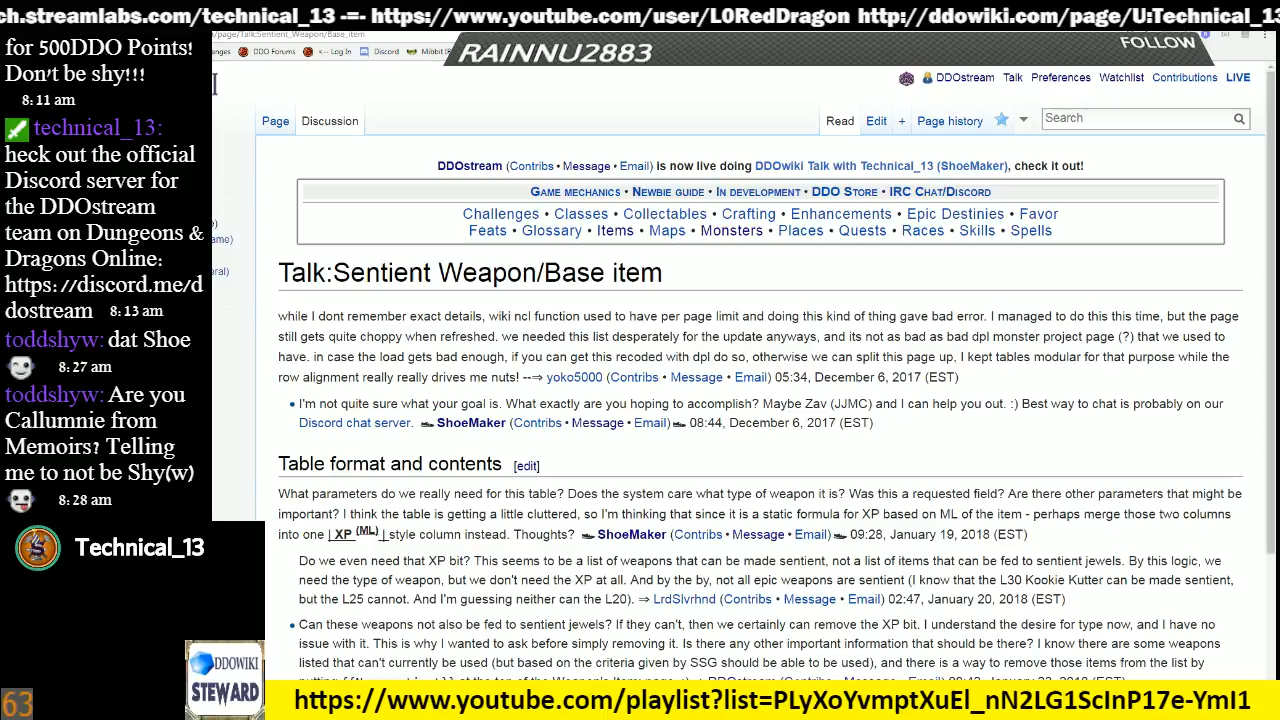 ch.streamlabs.com/technical_13 -=- https://www.youtube.com/user/L0RedDragon http://ddowiki.com/page/U:Technical_13
/page/Talk:Sentient_Weapon/Base_item
nges DDO Forums <-- Log In Discord Mibbit IR
RAINNU2883
FOLLOW
for 500DDO Points!
Don't be shy!!!
8:11 am
technical_13:
heck out the official
Discord server for
the DDOstream
team on Dungeons &
Dragons Online:
https://discord.me/d
dostream 8:13 am
toddshyw: dat Shoe
8:27 am
toddshyw: Are you
Callumnie from
Memoirs? Telling
me to not be Shy(w)
8:28 am
Technical_13
DDOstream Talk Preferences Watchlist Contributions LIVE
Page Discussion Read Edit + Page history Search
DDOstream (Contribs • Message • Email) is now live doing DDOwiki Talk with Technical_13 (ShoeMaker), check it out!
Game mechanics • Newbie guide • In development • DDO Store • IRC Chat/Discord
Challenges • Classes • Collectables • Crafting • Enhancements • Epic Destinies • Favor
Feats • Glossary • Items • Maps • Monsters • Places • Quests • Races • Skills • Spells
Talk:Sentient Weapon/Base item
while I dont remember exact details, wiki ncl function used to have per page limit and doing this kind of thing gave bad error. I managed to do this this time, but the page
still gets quite choppy when refreshed. we needed this list desperately for the update anyways, and its not as bad as bad dpl monster project page (?) that we used to
have. in case the load gets bad enough, if you can get this recoded with dpl do so, otherwise we can split this page up, I kept tables modular for that purpose while the
row alignment really really drives me nuts! --⇒ yoko5000 (Contribs • Message • Email) 05:34, December 6, 2017 (EST)
• I'm not quite sure what your goal is. What exactly are you hoping to accomplish? Maybe Zav (JJMC) and I can help you out. :) Best way to chat is probably on our
Discord chat server. ShoeMaker (Contribs • Message • Email) 08:44, December 6, 2017 (EST)
Table format and contents [edit]
What parameters do we really need for this table? Does the system care what type of weapon it is? Was this a requested field? Are there other parameters that might be
important? I think the table is getting a little cluttered, so I'm thinking that since it is a static formula for XP based on ML of the item - perhaps merge those two columns
into one | XP (ML) | style column instead. Thoughts? ShoeMaker (Contribs • Message • Email) 09:28, January 19, 2018 (EST)
Do we even need that XP bit? This seems to be a list of weapons that can be made sentient, not a list of items that can be fed to sentient jewels. By this logic, we
need the type of weapon, but we don't need the XP at all. And by the by, not all epic weapons are sentient (I know that the L30 Kookie Kutter can be made sentient,
but the L25 cannot. And I'm guessing neither can the L20). ⇒ LrdSlvrhnd (Contribs • Message • Email) 02:47, January 20, 2018 (EST)
• Can these weapons not also be fed to sentient jewels? If they can't, then we certainly can remove the XP bit. I understand the desire for type now, and I have no
issue with it. This is why I wanted to ask before simply removing it. Is there any other important information that should be there? I know there are some weapons
listed that can't currently be used (but based on the criteria given by SSG should be able to be used), and there is a way to remove those items from the list by
DDOWIKI
STEWARD
63
https://www.youtube.com/playlist?list=PLyXoYvmptXuEl_nN2LG1ScInP17e-YmI1